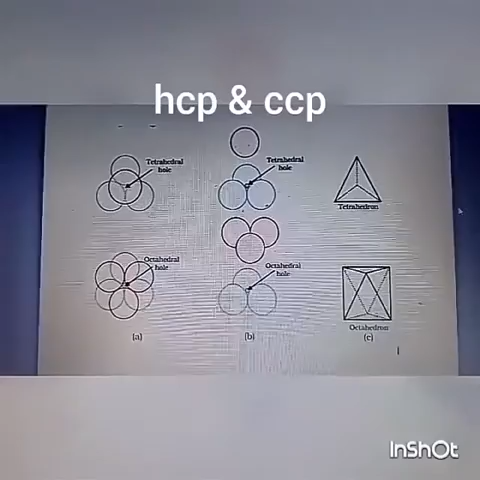 hcp & ccp
Tetrahedral
hole
Tetrahedral
hole
Tetrahedron
Octahedral
hole
Octahedral
hole
Octahedron
(a)
(b)
(c)
InShOt